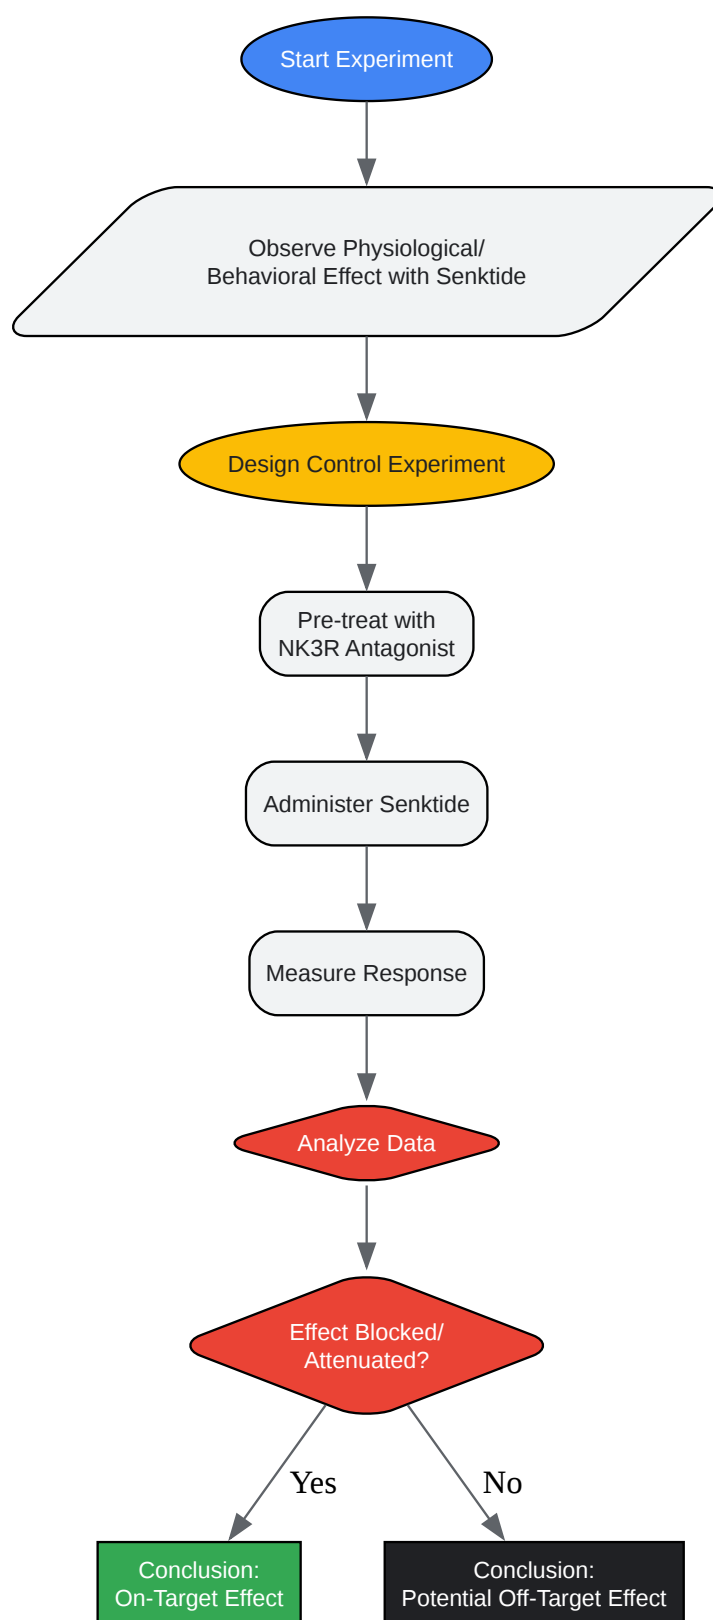 Start Experiment
Observe Physiological/
Behavioral Effect with Senktide
Design Control Experiment
Pre-treat with
NK3R Antagonist
Administer Senktide
Measure Response
Analyze Data
Effect Blocked/
Attenuated?
Yes
No
Conclusion:
On-Target Effect
Conclusion:
Potential Off-Target Effect